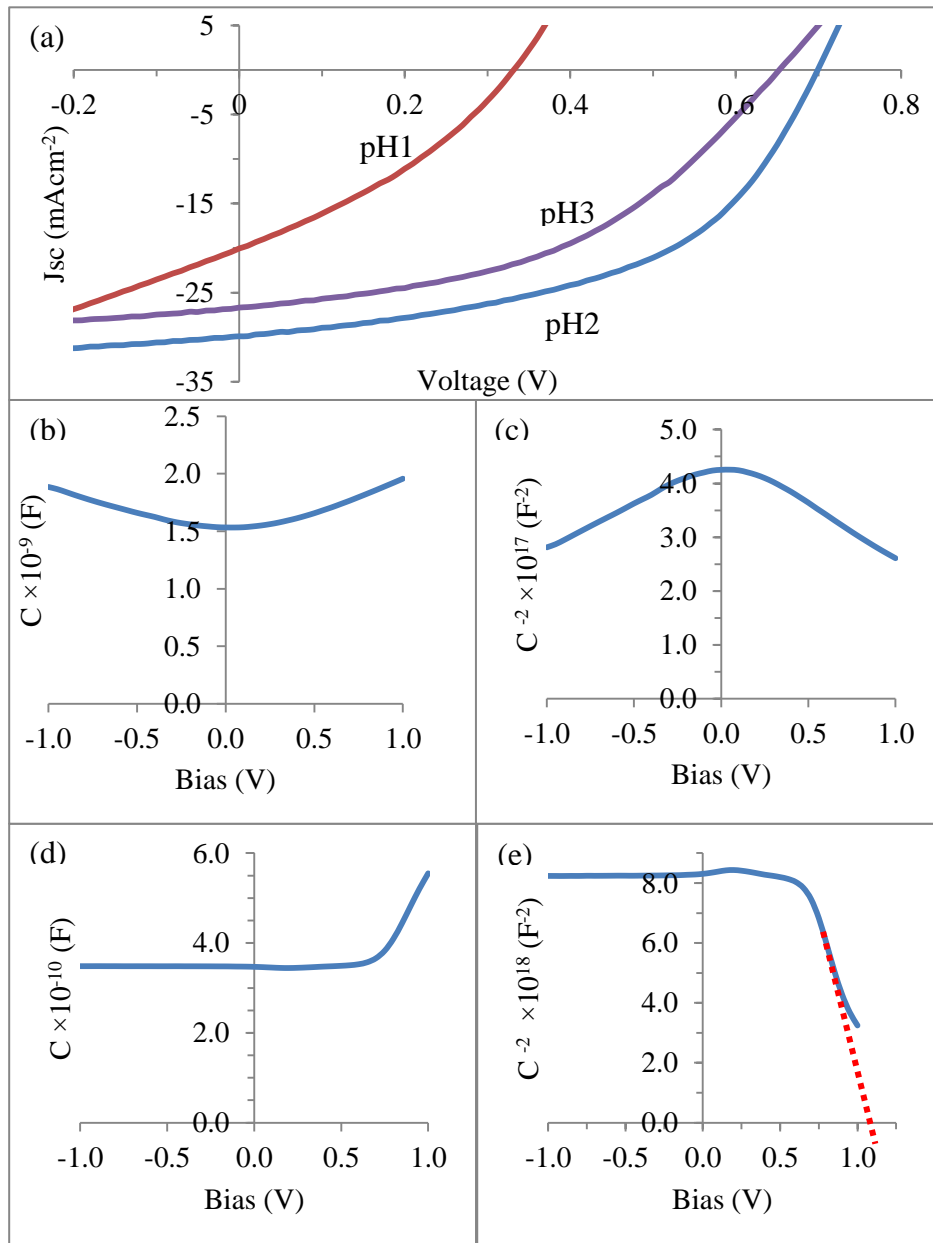 (a)
5
-0.2 0 0.2 0.4 0.6 0.8
-5
-15
-25
-35
Jsc (mAcm-2)
pH1
pH3
pH2
Voltage (V)
(b)
2.5
2.0
1.5
1.0
0.5
0.0
C ×10-9 (F)
-1.0 -0.5 0.0 0.5 1.0
Bias (V)
(c)
5.0
4.0
3.0
2.0
1.0
0.0
C -2 ×1017 (F-2)
-1.0 -0.5 0.0 0.5 1.0
Bias (V)
(d)
6.0
4.0
2.0
0.0
C ×10-10 (F)
-1.0 -0.5 0.0 0.5 1.0
Bias (V)
(e)
8.0
6.0
4.0
2.0
0.0
C -2 ×1018 (F-2)
-1.0 -0.5 0.0 0.5 1.0
Bias (V)